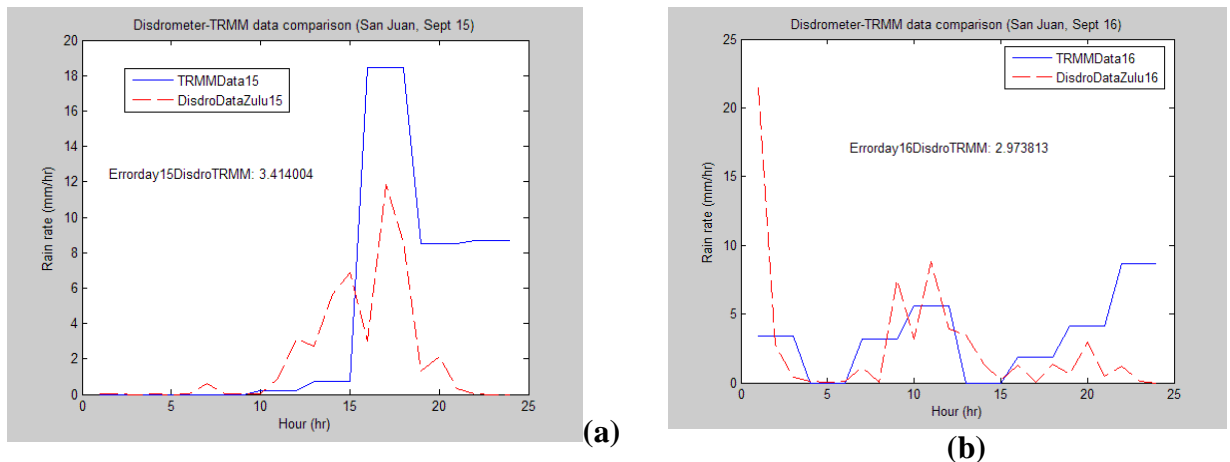 Disdrometer-TRMM data comparison (San Juan, Sept 15)
20
18
16
14
12
10
8
6
4
2
0
Rain rate (mm/hr)
TRMMData15
DisdroDataZulu15
Errorday15DisdroTRMM: 3.414004
0 5 10 15 20 25
Hour (hr)
(a)
Disdrometer-TRMM data comparison (San Juan, Sept 16)
25
20
15
10
5
0
Rain rate (mm/hr)
TRMMData16
DisdroDataZulu16
Errorday16DisdroTRMM: 2.973813
0 5 10 15 20 25
Hour (hr)
(b)